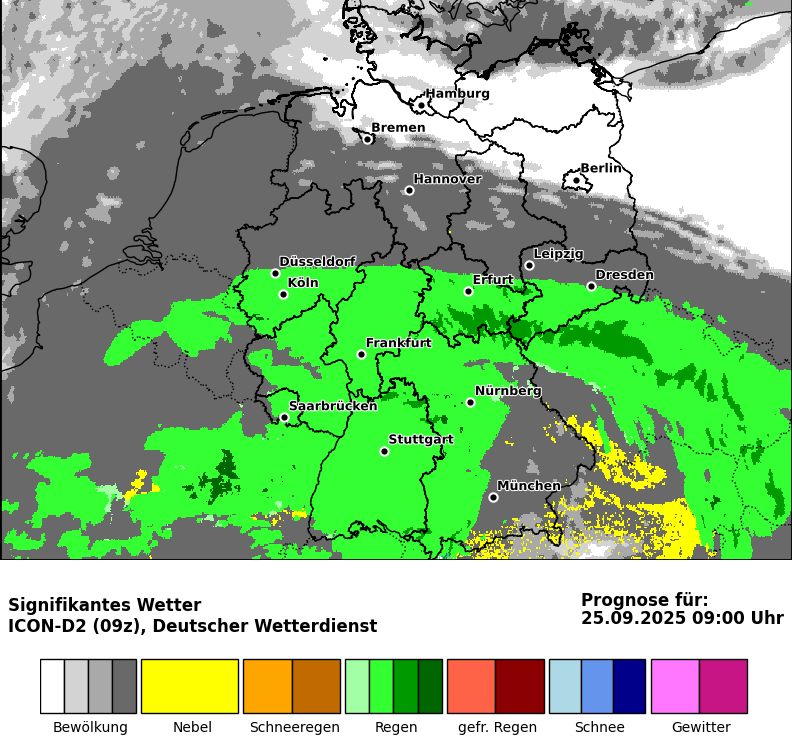 Hamburg
Bremen
Berlin
Hannover
Düsseldorf
Leipzig
Köln
Erfurt
Dresden
Frankfurt
Nürnberg
Saarbrücken
Stuttgart
München
Signifikantes Wetter
ICON-D2 (09z), Deutscher Wetterdienst
Prognose für:
25.09.2025 09:00 Uhr
Bewölkung
Nebel
Schneeregen
Regen
gefr. Regen
Schnee
Gewitter